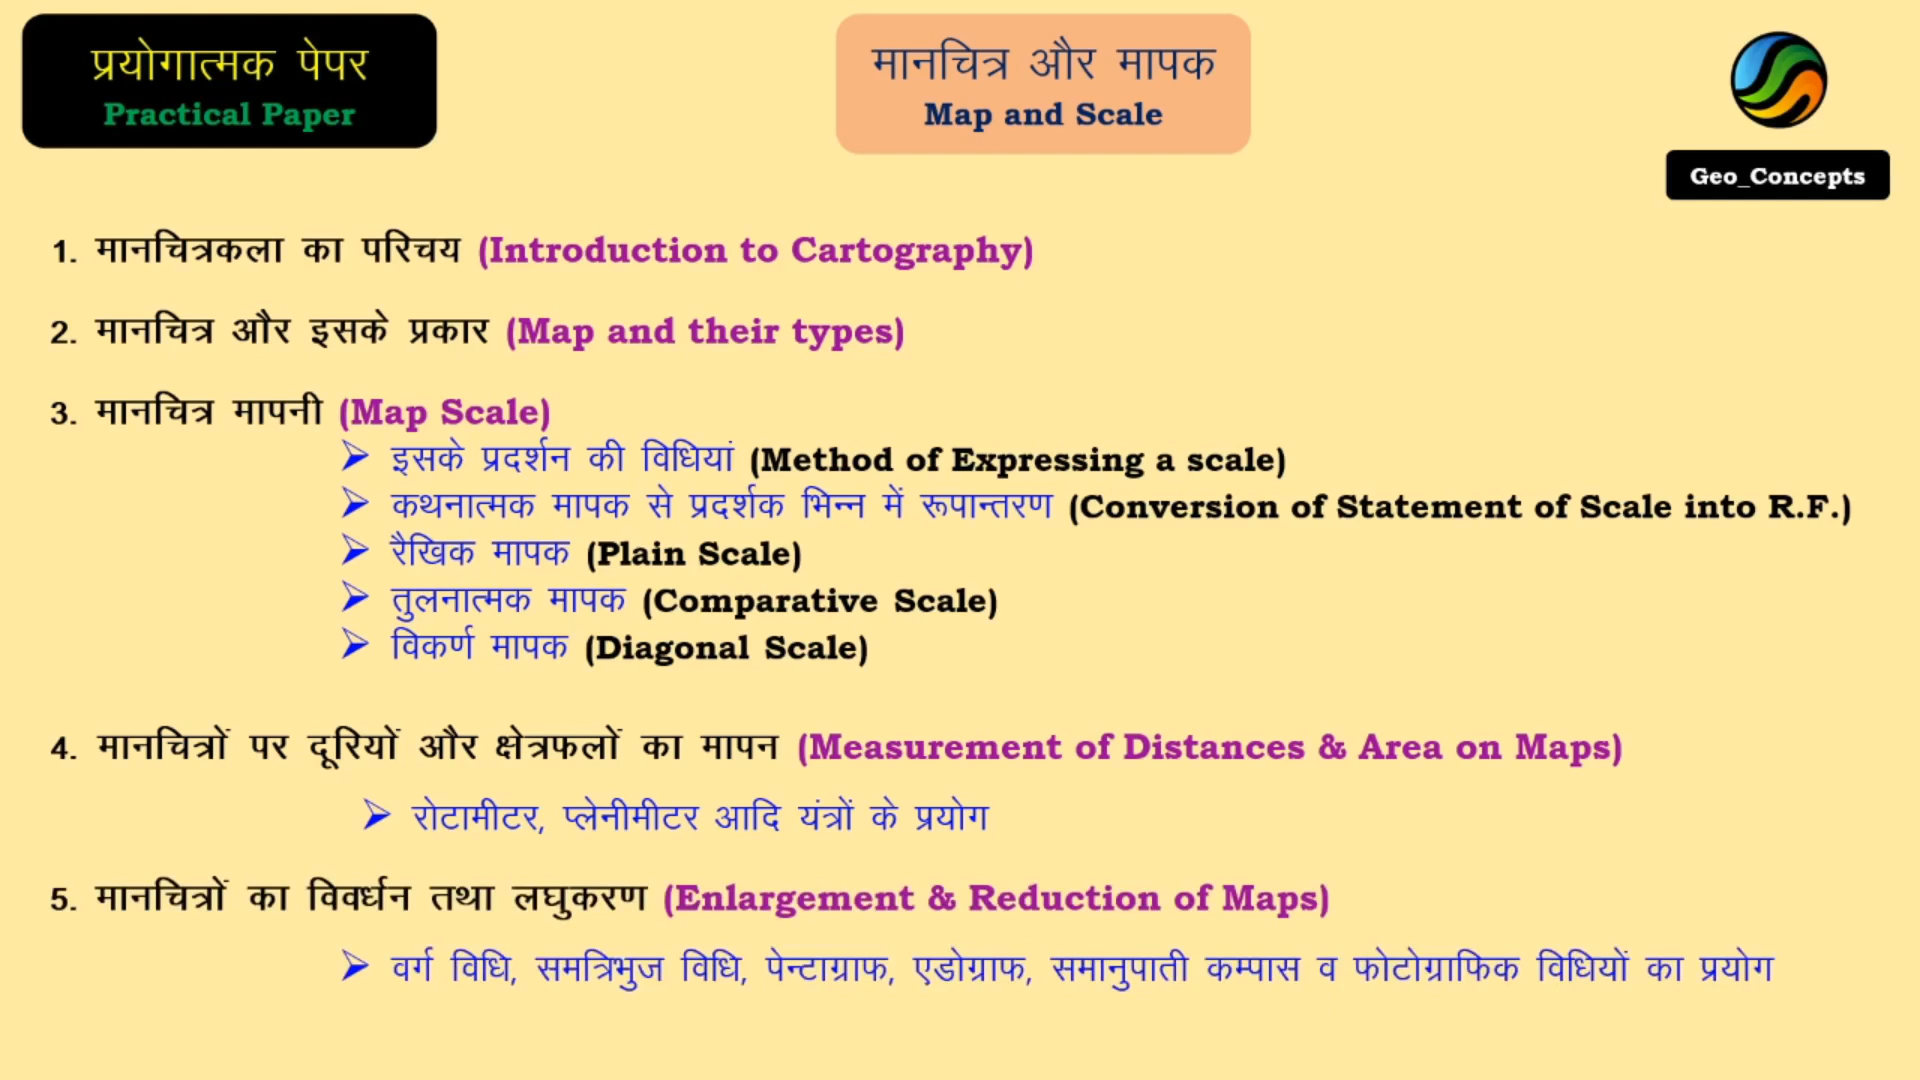 प्रयोगात्मक पेपर
Practical Paper
मानचित्र और मापक
Map and Scale
Geo_Concepts
1. मानचित्रकला का परिचय (Introduction to Cartography)
2. मानचित्र और इसके प्रकार (Map and their types)
3. मानचित्र मापनी (Map Scale)
➢ इसके प्रदर्शन की विधियां (Method of Expressing a scale)
➢ कथनात्मक मापक से प्रदर्शक भिन्न में रूपान्तरण (Conversion of Statement of Scale into R.F.)
➢ रैखिक मापक (Plain Scale)
➢ तुलनात्मक मापक (Comparative Scale)
➢ विकर्ण मापक (Diagonal Scale)
4. मानचित्रों पर दूरियों और क्षेत्रफलों का मापन (Measurement of Distances & Area on Maps)
➢ रोटामीटर, प्लेनीमीटर आदि यंत्रों के प्रयोग
5. मानचित्रों का विवर्धन तथा लघुकरण (Enlargement & Reduction of Maps)
➢ वर्ग विधि, समत्रिभुज विधि, पेन्टाग्राफ, एडोग्राफ, समानुपाती कम्पास व फोटोग्राफिक विधियों का प्रयोग